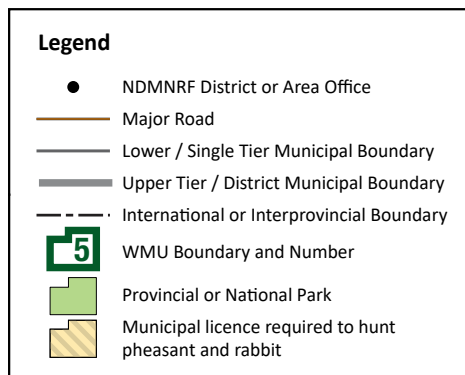 Legend
NDMNRF District or Area Office
Major Road
Lower / Single Tier Municipal Boundary
Upper Tier / District Municipal Boundary
International or Interprovincial Boundary
5 WMU Boundary and Number
Provincial or National Park
Municipal licence required to hunt
pheasant and rabbit